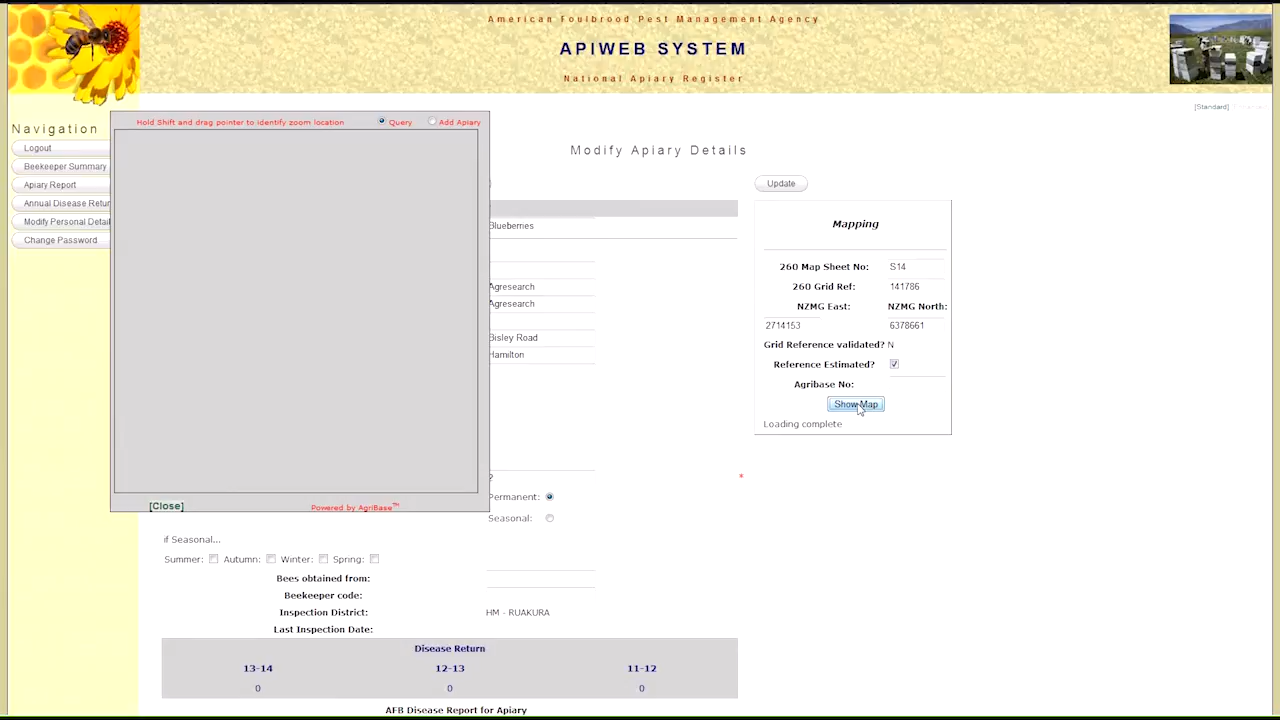 American Foulbrood Pest Management Agency
APIWEB SYSTEM
National Apiary Register
[Standard]
Navigation
Logout
Beekeeper Summary
Apiary Report
Annual Disease Retur
Modify Personal Detail
Change Password
Hold Shift and drag pointer to identify zoom location
Query
Add Apiary
[Close]
Powered by AgriBase™
Modify Apiary Details
Update
Blueberries
Agresearch
Agresearch
Bisley Road
Hamilton
?
*
Permanent:
Seasonal:
if Seasonal...
Summer: Autumn: Winter: Spring:
Bees obtained from:
Beekeeper code:
Inspection District: HM - RUAKURA
Last Inspection Date:
Disease Return
13-14 12-13 11-12
0 0 0
AFB Disease Report for Apiary
Mapping
260 Map Sheet No: S14
260 Grid Ref: 141786
NZMG East: NZMG North:
2714153 6378661
Grid Reference validated? N
Reference Estimated?
Agribase No:
Show Map
Loading complete